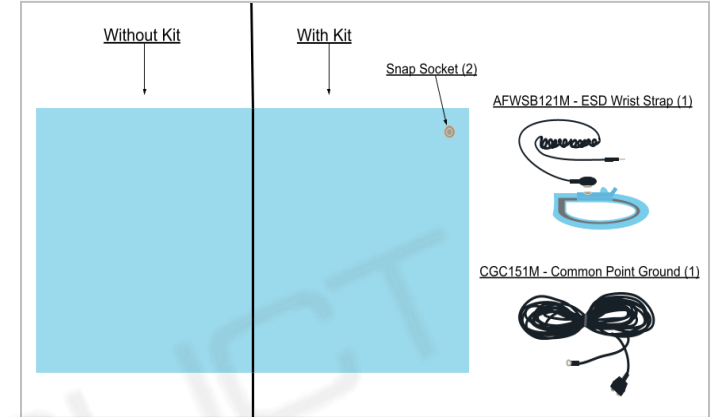 Without Kit
With Kit
Snap Socket (2)
AFWSB121M - ESD Wrist Strap (1)
CGC151M - Common Point Ground (1)